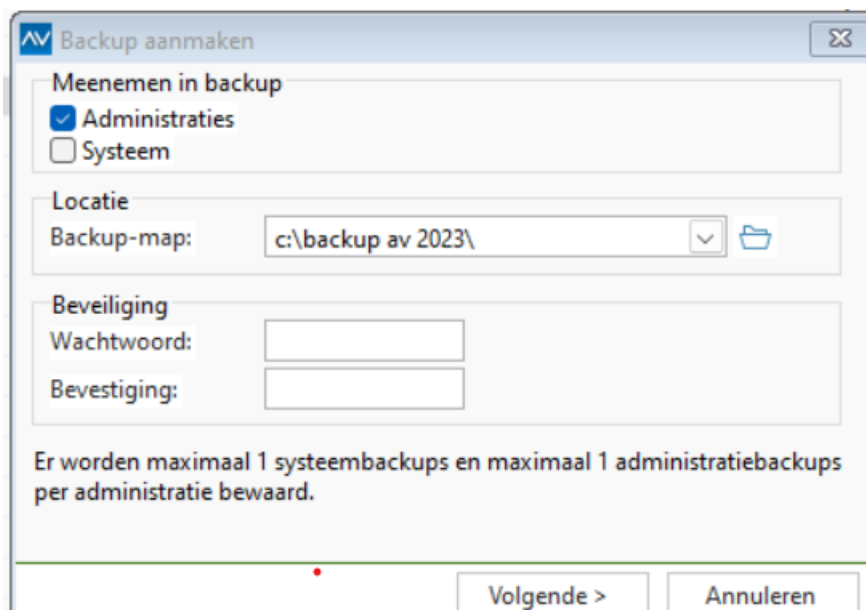 AV Backup aanmaken
Meenemen in backup
Administraties
Systeem
Locatie
Backup-map: c:\backup av 2023\
Beveiliging
Wachtwoord:
Bevestiging:
Er worden maximaal 1 systeembackups en maximaal 1 administratiebackups
per administratie bewaard.
Volgende > Annuleren